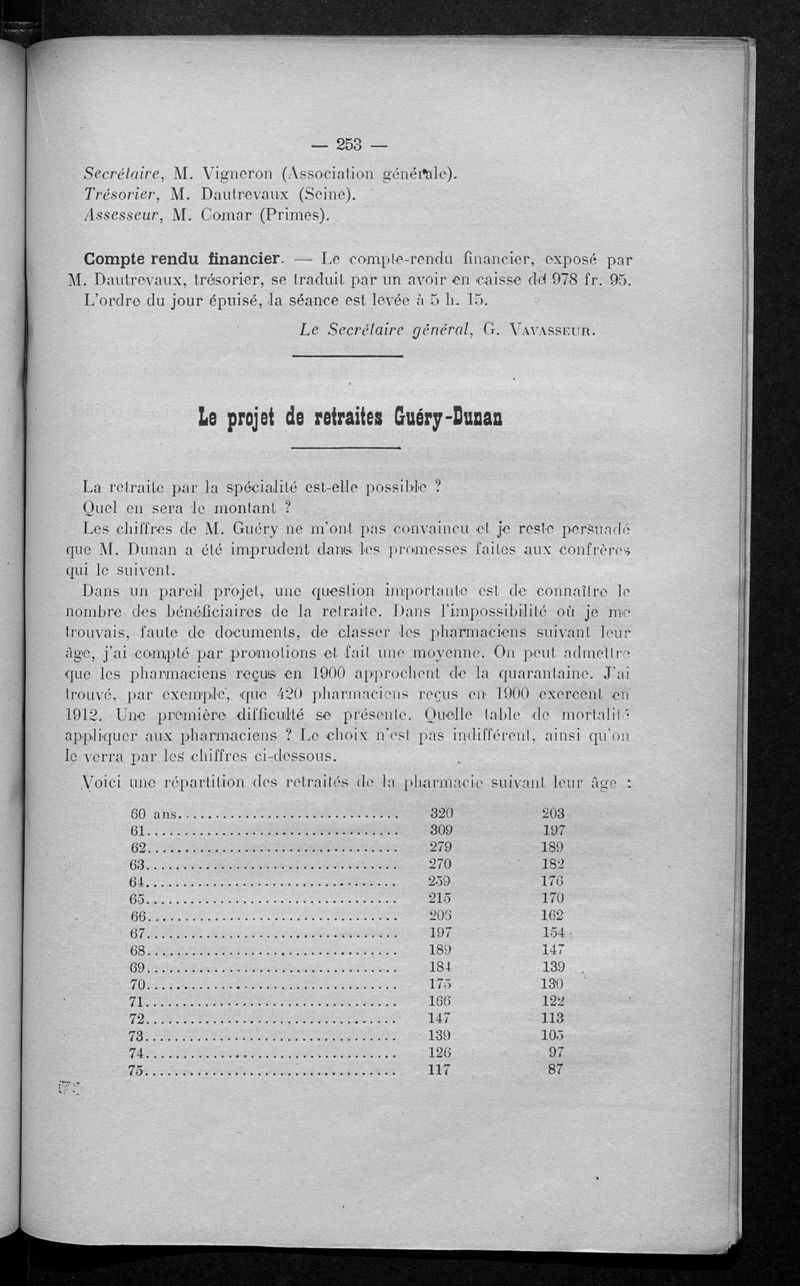 — 253 —
Secrétaire, M. Vigneron (Association générale).
Trésorier, M. Dautrevaux (Seine).
Assesseur, M. Comar (Primes).
Compte rendu financier. — Le compte-rendu financier, exposé par
M. Dautrevaux, trésorier, se traduit par un avoir en caisse de 978 fr. 95.
L'ordre du jour épuisé, la séance est levée à 5 h. 15.
Le Secrétaire général, G. VAVASSEUR.
Le projet de retraites Guéry-Dunan
La retraite par la spécialité est-elle possible ?
Quel en sera le montant ?
Les chiffres de M. Guéry ne m'ont pas convaincu et je reste persuadé
que M. Dunan a été imprudent dans les promesses faites aux confrères
qui le suivent.
Dans un pareil projet, une question importante est de connaître le
nombre des bénéficiaires de la retraite. Dans l'impossibilité où je me
trouvais, faute de documents, de classer les pharmaciens suivant leur
âge, j'ai compté par promotions et fait une moyenne. On peut admettre
que les pharmaciens reçus en 1900 approchent de la quarantaine. J'ai
trouvé, par exemple, que 420 pharmaciens reçus en 1900 exercent en
1912. Une première difficulté se présente. Quelle table de mortalité
appliquer aux pharmaciens ? Le choix n'est pas indifférent, ainsi qu'on
le verra par les chiffres ci-dessous.
Voici une répartition des retraités de la pharmacie suivant leur âge :
60 ans 320 203
61 309 197
62 279 189
63 270 182
64 259 176
65 215 170
66 206 162
67 197 154
68 189 147
69 184 139
70 175 130
71 166 122
72 147 113
73 139 105
74 126 97
75 117 87